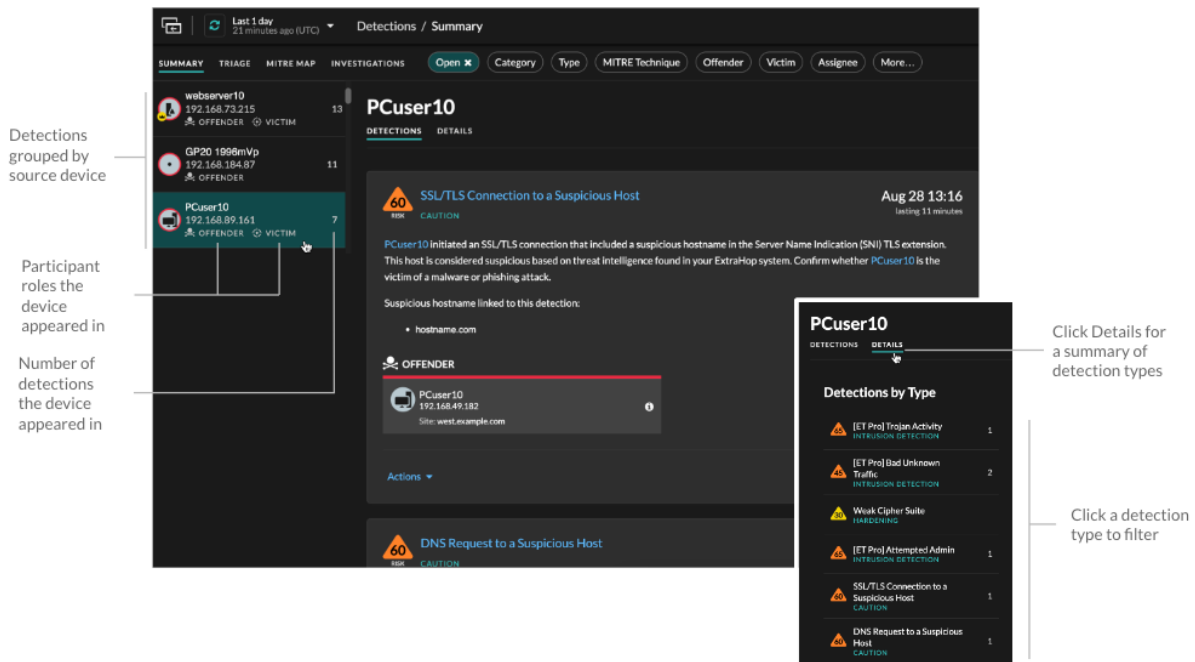 Last 1 day
21 minutes ago (UTC)
Detections / Summary
SUMMARY
TRIAGE
MITRE MAP
INVESTIGATIONS
Open ×
Category
Type
MITRE Technique
Offender
Victim
Assignee
More...
Detections
grouped by
source device
webserver10
192.168.73.215
13
OFFENDER
VICTIM
GP20 1996mVp
192.168.184.87
11
OFFENDER
PCuser10
192.168.89.161
7
OFFENDER
VICTIM
Participant
roles the
device
appeared in
Number of
detections
the device
appeared in
PCuser10
DETECTIONS
DETAILS
60
RISK
SSL/TLS Connection to a Suspicious Host
CAUTION
Aug 28 13:16
lasting 11 minutes
PCuser10 initiated an SSL/TLS connection that included a suspicious hostname in the Server Name Indication (SNI) TLS extension.
This host is considered suspicious based on threat intelligence found in your ExtraHop system. Confirm whether PCuser10 is the
victim of a malware or phishing attack.
Suspicious hostname linked to this detection:
• hostname.com
OFFENDER
PCuser10
192.168.49.182
Site: west.example.com
Actions
60
RISK
DNS Request to a Suspicious Host
CAUTION
PCuser10
DETECTIONS
DETAILS
Click Details for
a summary of
detection types
Detections by Type
[ET Pro] Trojan Activity
INTRUSION DETECTION
1
[ET Pro] Bad Unknown
Traffic
INTRUSION DETECTION
2
Weak Cipher Suite
HARDENING
[ET Pro] Attempted Admin
INTRUSION DETECTION
1
60
SSL/TLS Connection to a
Suspicious Host
CAUTION
1
60
DNS Request to a Suspicious
Host
CAUTION
1
Click a detection
type to filter